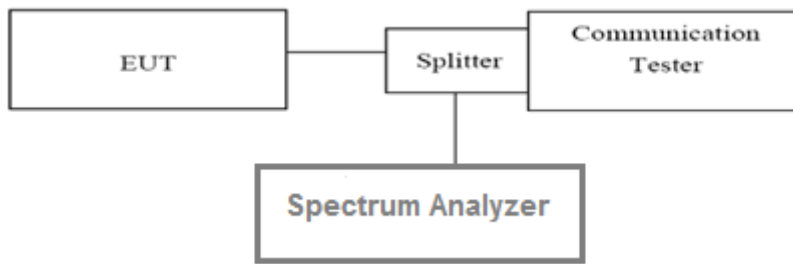 EUT
Splitter
Communication
Tester
Spectrum Analyzer